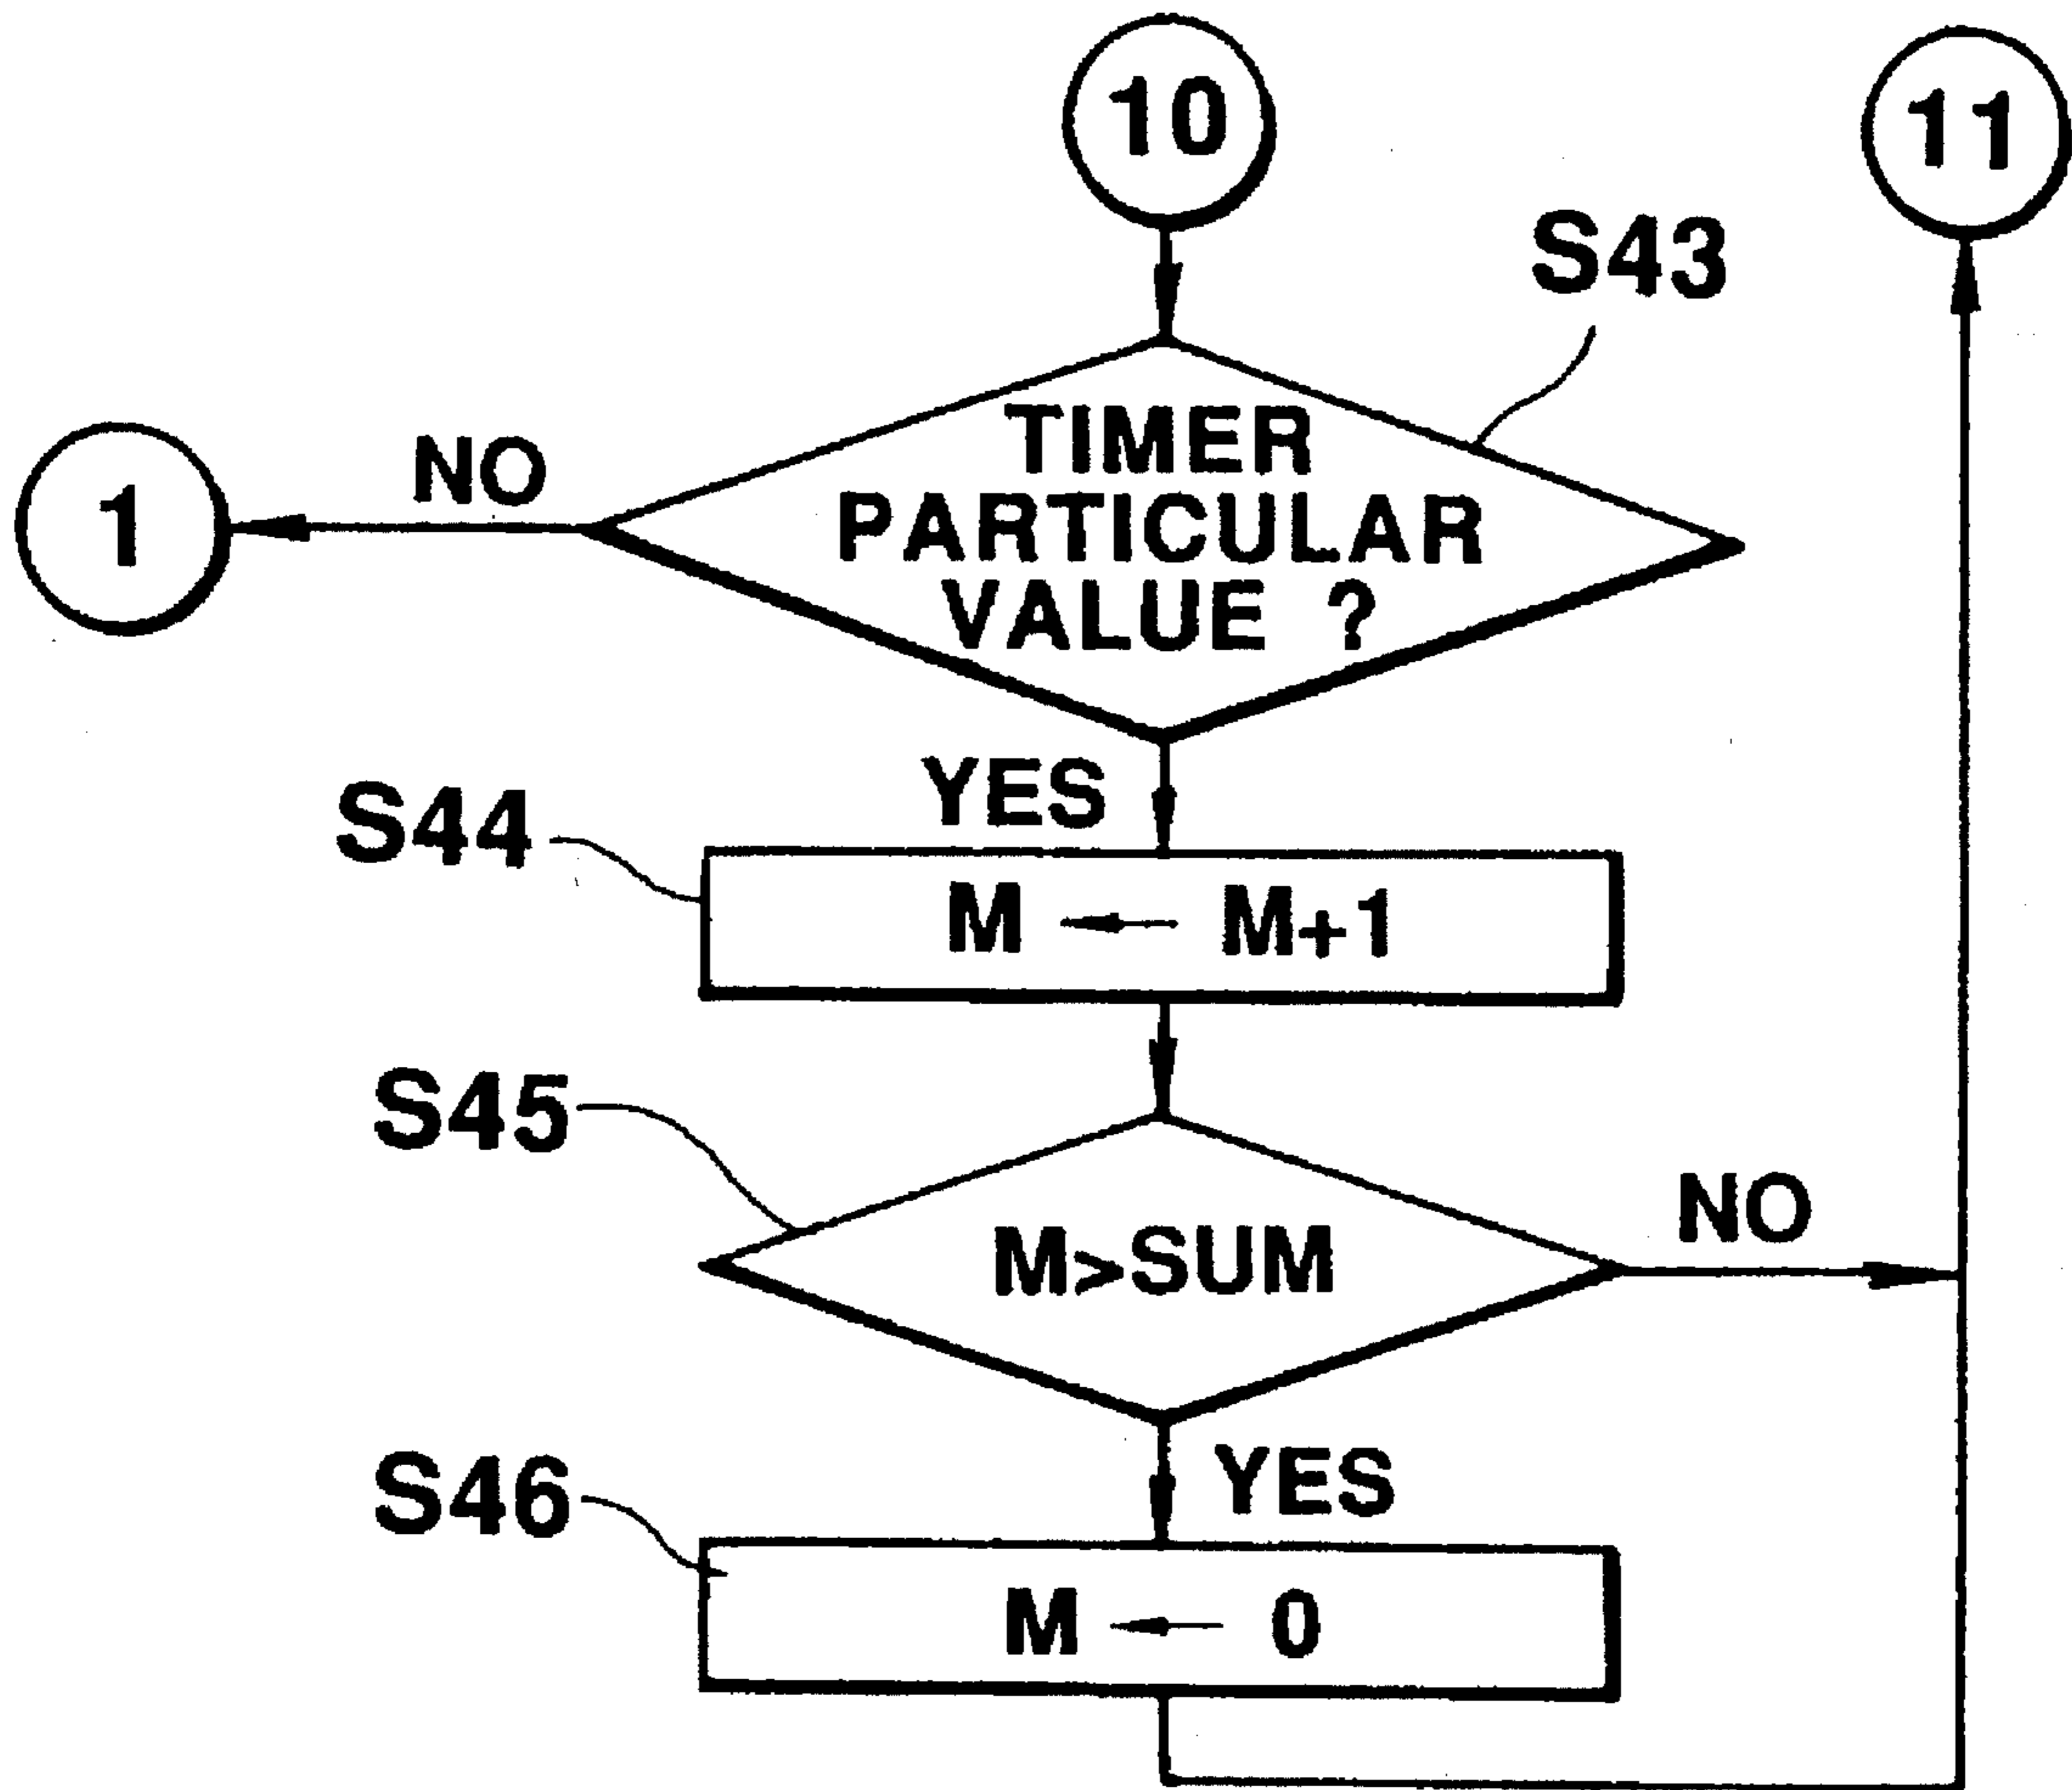 10
11
S43
TIMER
PARTICULAR
VALUE ?
NO
1
YES
S44
M ← M+1
S45
M>SUM
NO
YES
S46
M ← 0